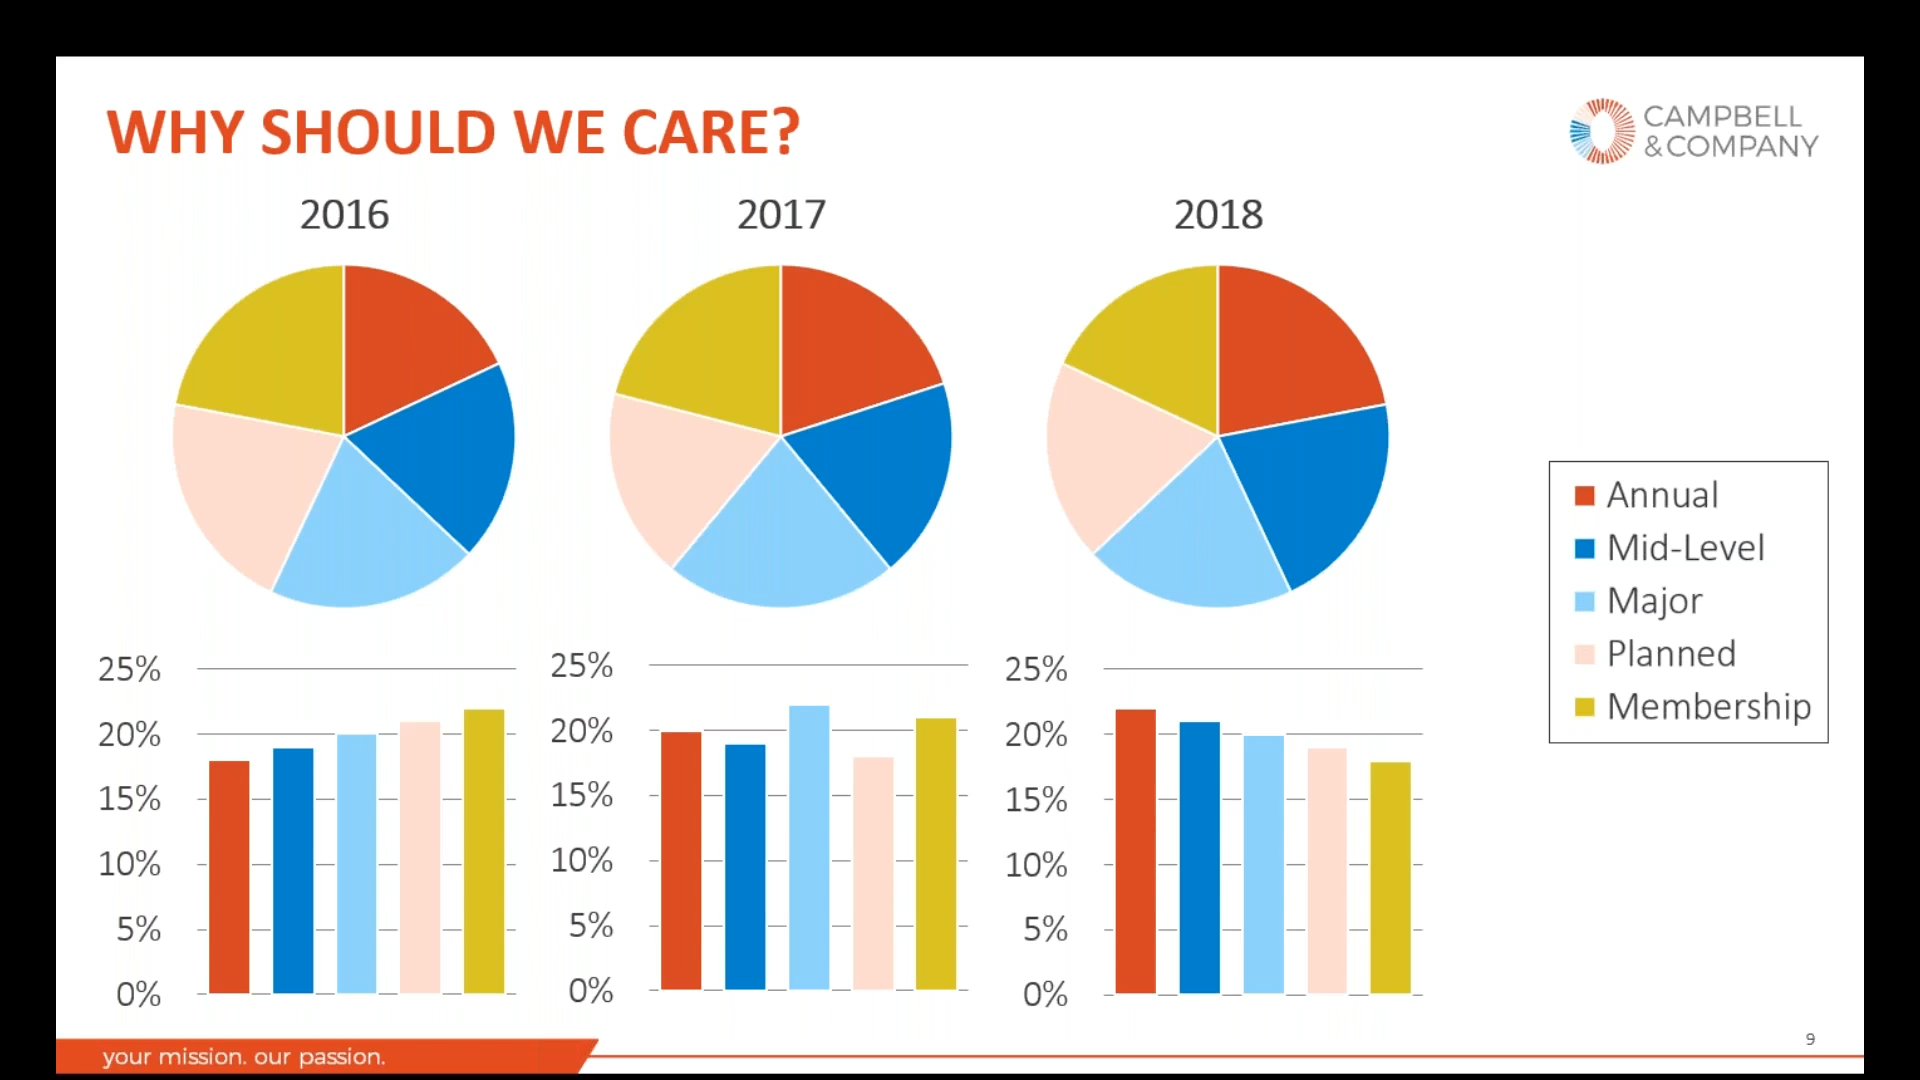 WHY SHOULD WE CARE?
CAMPBELL
&COMPANY
2016
2017
2018
Annual
Mid-Level
Major
Planned
Membership
25%
20%
15%
10%
5%
0%
25%
20%
15%
10%
5%
0%
25%
20%
15%
10%
5%
0%
your mission. our passion.
9